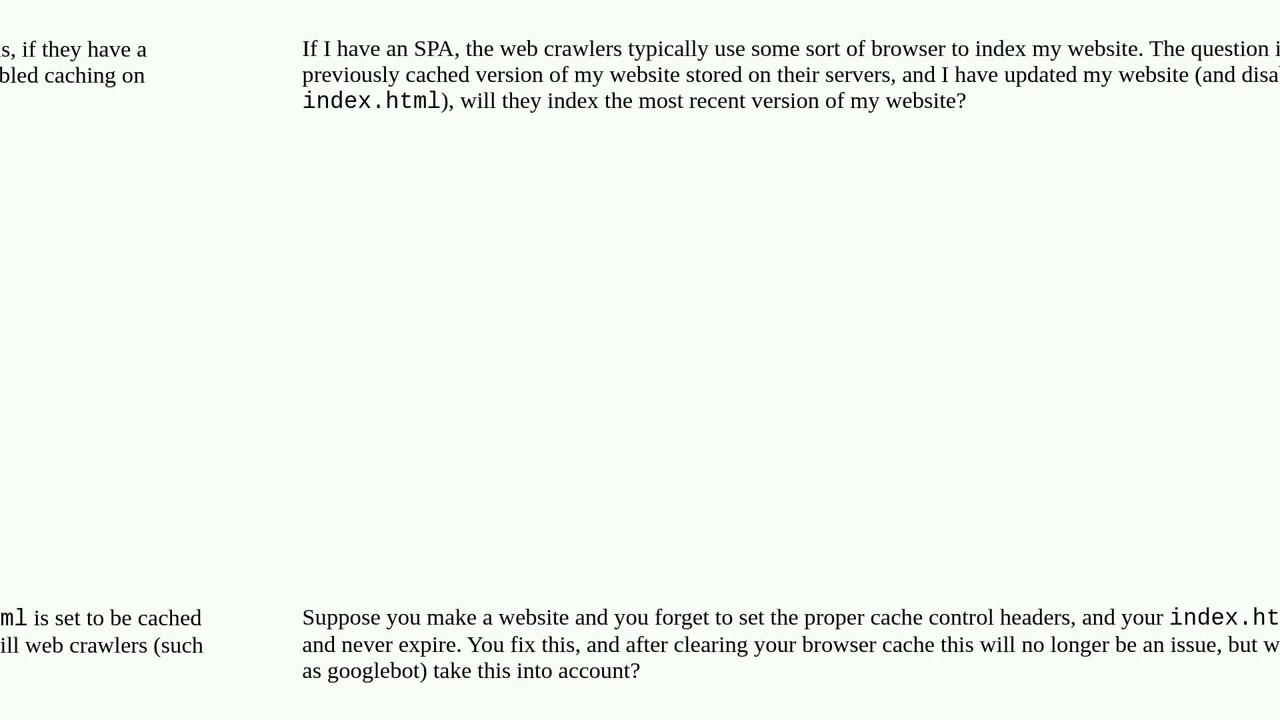 s, if they have a
bled caching on
If I have an SPA, the web crawlers typically use some sort of browser to index my website. The question i
previously cached version of my website stored on their servers, and I have updated my website (and disa
index.html), will they index the most recent version of my website?
ml is set to be cached
ill web crawlers (such
Suppose you make a website and you forget to set the proper cache control headers, and your index.ht
and never expire. You fix this, and after clearing your browser cache this will no longer be an issue, but w
as googlebot) take this into account?